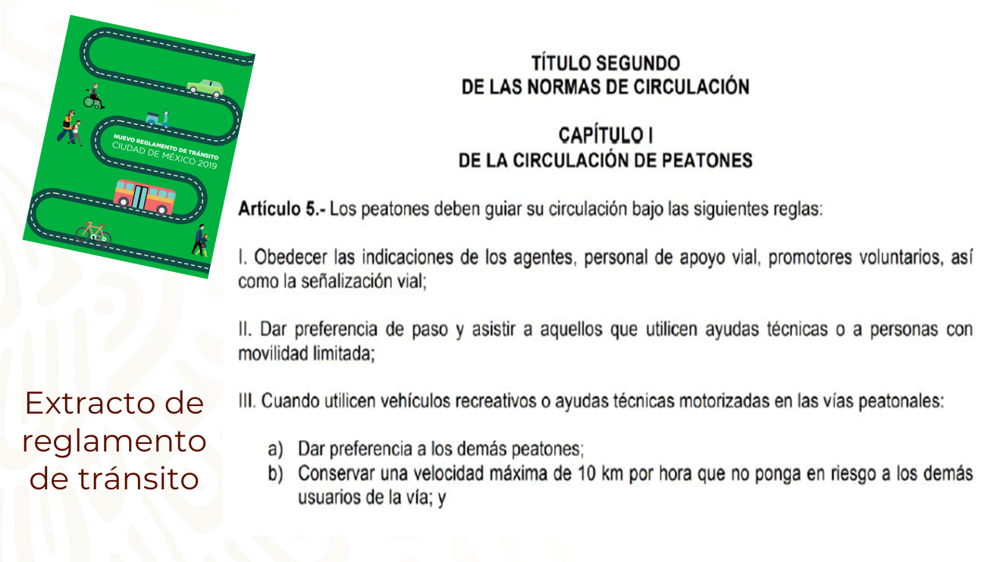 NUEVO REGLAMENTO DE TRÁNSITO
CIUDAD DE MÉXICO 2019
TÍTULO SEGUNDO
DE LAS NORMAS DE CIRCULACIÓN
CAPÍTULO I
DE LA CIRCULACIÓN DE PEATONES
Artículo 5.- Los peatones deben guiar su circulación bajo las siguientes reglas:
I. Obedecer las indicaciones de los agentes, personal de apoyo vial, promotores voluntarios, así
como la señalización vial;
II. Dar preferencia de paso y asistir a aquellos que utilicen ayudas técnicas o a personas con
movilidad limitada;
III. Cuando utilicen vehículos recreativos o ayudas técnicas motorizadas en las vías peatonales:
a) Dar preferencia a los demás peatones;
b) Conservar una velocidad máxima de 10 km por hora que no ponga en riesgo a los demás
usuarios de la vía; y
Extracto de
reglamento
de tránsito